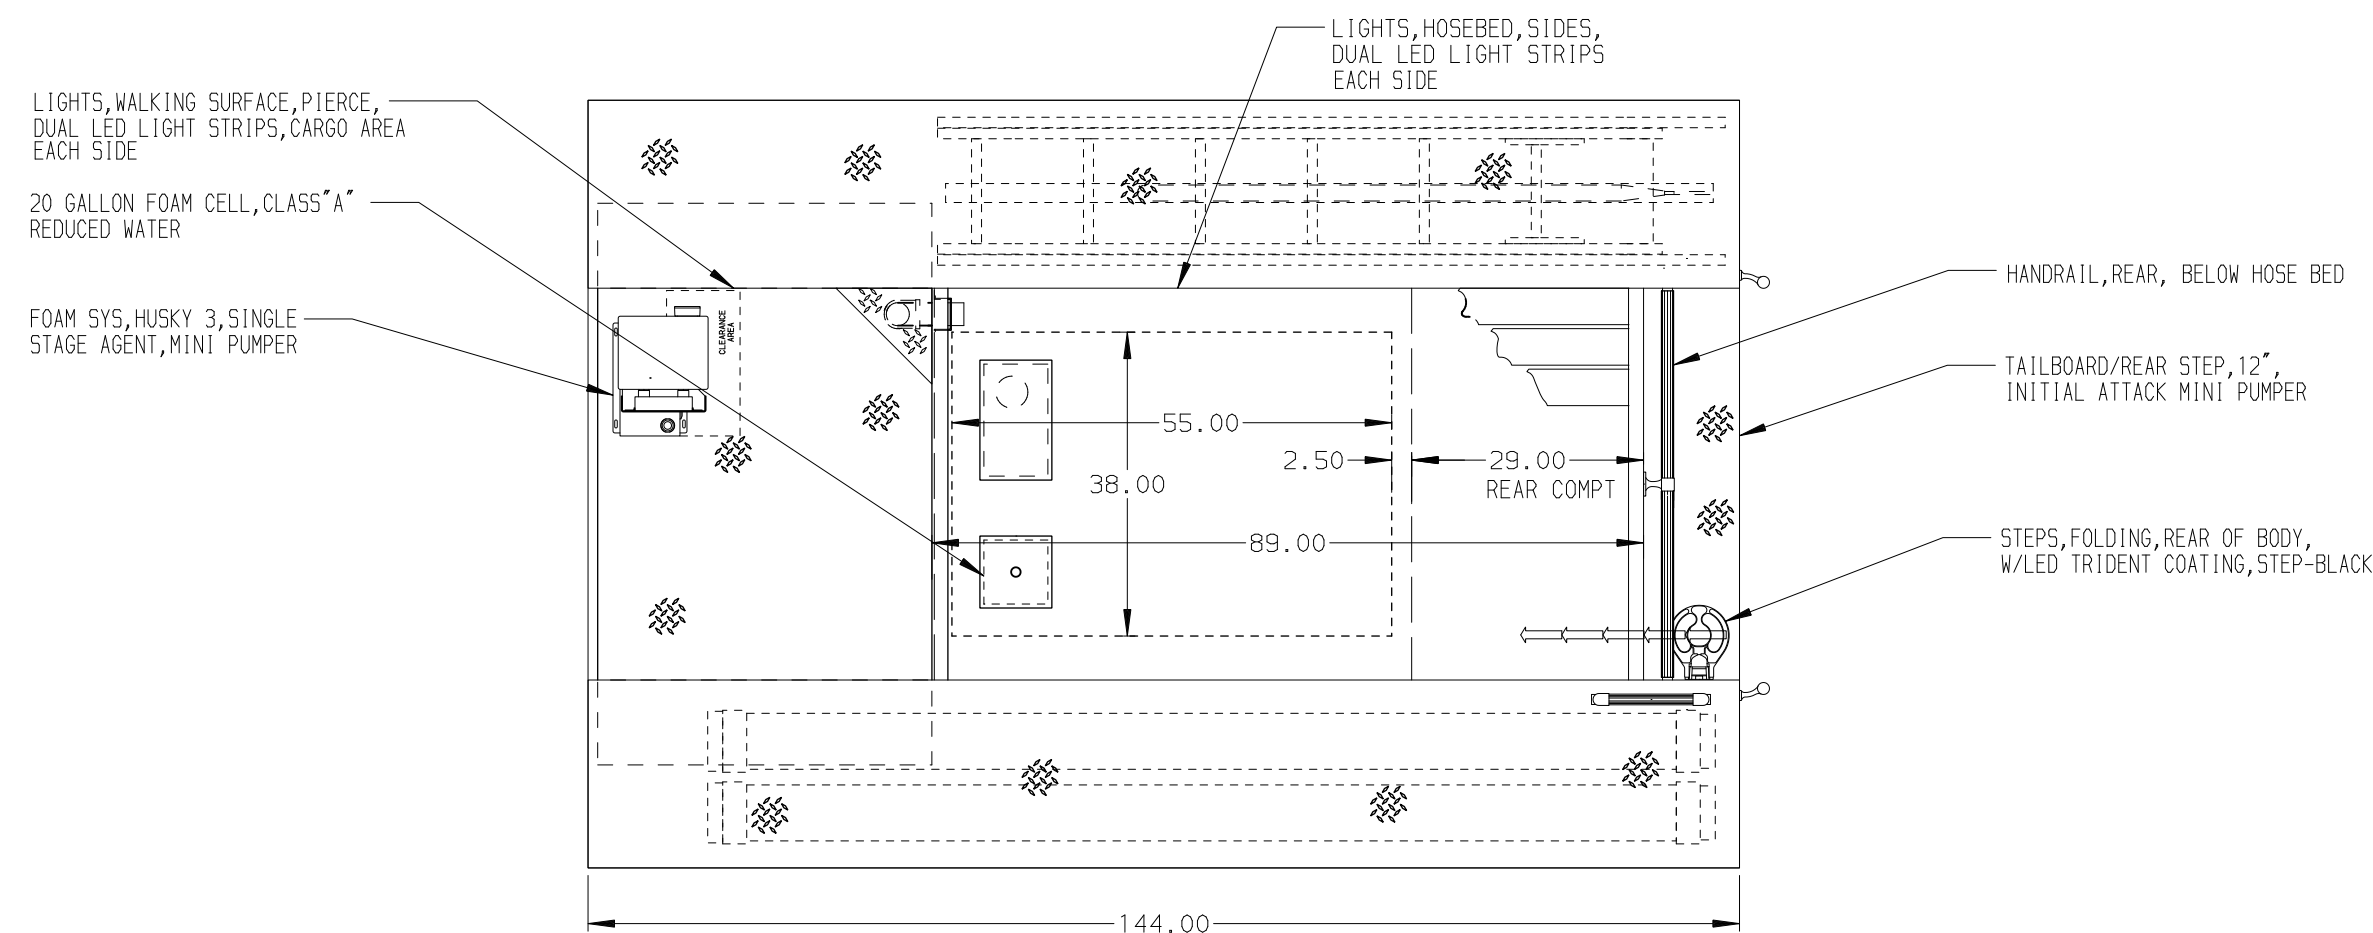 LIGHTS,HOSEBED,SIDES,
DUAL LED LIGHT STRIPS
EACH SIDE
LIGHTS,WALKING SURFACE,PIERCE,
DUAL LED LIGHT STRIPS,CARGO AREA
EACH SIDE
20 GALLON FOAM CELL,CLASS"A"
REDUCED WATER
FOAM SYS,HUSKY 3,SINGLE
STAGE AGENT,MINI PUMPER
CLEARANCE
AREA
HANDRAIL,REAR, BELOW HOSE BED
TAILBOARD/REAR STEP,12",
INITIAL ATTACK MINI PUMPER
55.00
2.50
29.00
REAR COMPT
38.00
89.00
STEPS,FOLDING,REAR OF BODY,
W/LED TRIDENT COATING,STEP-BLACK
144.00